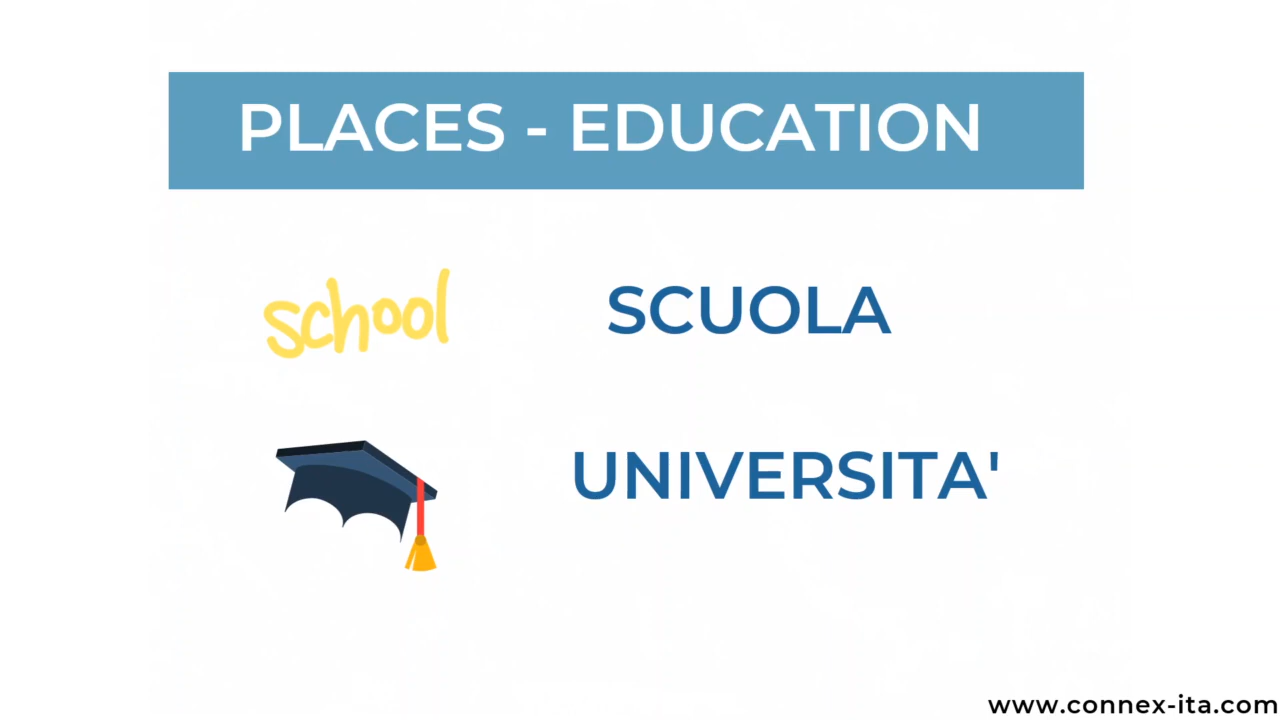 PLACES - EDUCATION
school
SCUOLA
UNIVERSITA'
www.connex-ita.com